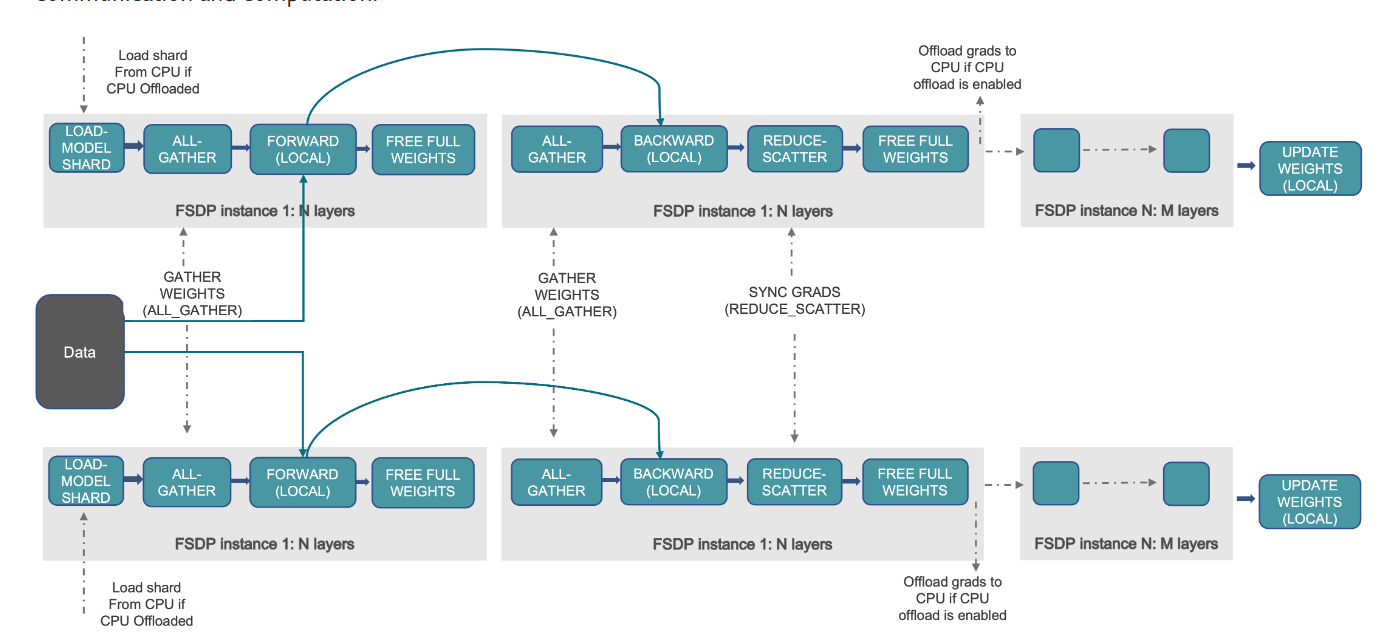 communication and computation.
Load shard
From CPU if
CPU Offloaded
Offload grads to
CPU if CPU
offload is enabled
LOAD-
MODEL
SHARD
ALL-
GATHER
FORWARD
(LOCAL)
FREE FULL
WEIGHTS
FSDP instance 1: N layers
ALL-
GATHER
BACKWARD
(LOCAL)
REDUCE-
SCATTER
FREE FULL
WEIGHTS
FSDP instance 1: N layers
FSDP instance N: M layers
UPDATE
WEIGHTS
(LOCAL)
GATHER
WEIGHTS
(ALL_GATHER)
GATHER
WEIGHTS
(ALL_GATHER)
SYNC GRADS
(REDUCE_SCATTER)
Data
LOAD-
MODEL
SHARD
ALL-
GATHER
FORWARD
(LOCAL)
FREE FULL
WEIGHTS
FSDP instance 1: N layers
ALL-
GATHER
BACKWARD
(LOCAL)
REDUCE-
SCATTER
FREE FULL
WEIGHTS
FSDP instance 1: N layers
FSDP instance N: M layers
UPDATE
WEIGHTS
(LOCAL)
Load shard
From CPU if
CPU Offloaded
Offload grads to
CPU if CPU
offload is enabled